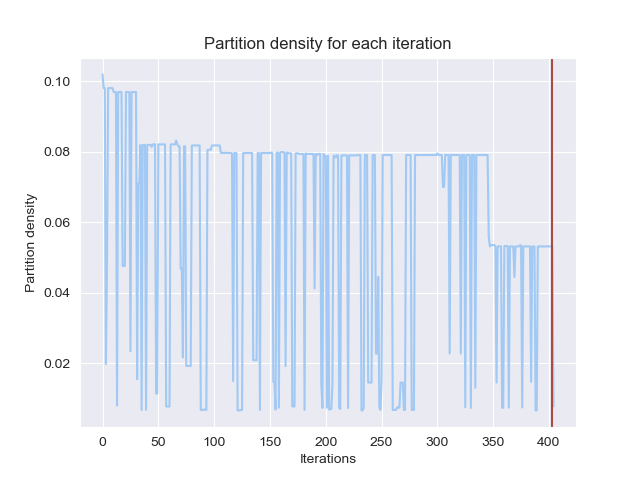 Partition density for each iteration
Partition density
0.10
0.08
0.06
0.04
0.02
0 50 100 150 200 250 300 350 400
Iterations